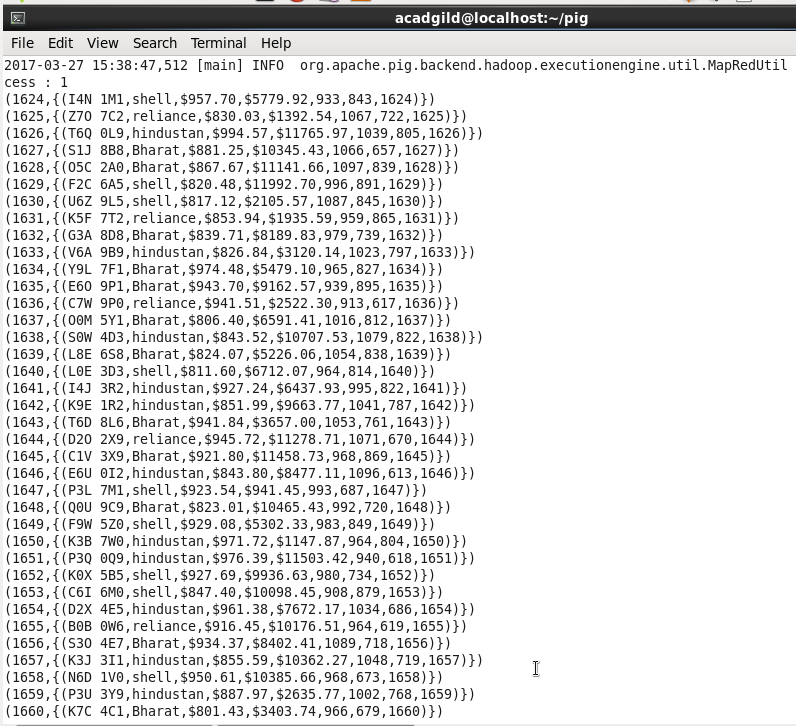 acadgild@localhost:~/pig
File Edit View Search Terminal Help
2017-03-27 15:38:47,512 [main] INFO  org.apache.pig.backend.hadoop.executionengine.util.MapRedUtil
cess : 1
(1624,{(I4N 1M1,shell,$957.70,$5779.92,933,843,1624)})
(1625,{(Z7O 7C2,reliance,$830.03,$1392.54,1067,722,1625)})
(1626,{(T6Q 0L9,hindustan,$994.57,$11765.97,1039,805,1626)})
(1627,{(S1J 8B8,Bharat,$881.25,$10345.43,1066,657,1627)})
(1628,{(O5C 2A0,Bharat,$867.67,$11141.66,1097,839,1628)})
(1629,{(F2C 6A5,shell,$820.48,$11992.70,996,891,1629)})
(1630,{(U6Z 9L5,shell,$817.12,$2105.57,1087,845,1630)})
(1631,{(K5F 7T2,reliance,$853.94,$1935.59,959,865,1631)})
(1632,{(G3A 8D8,Bharat,$839.71,$8189.83,979,739,1632)})
(1633,{(V6A 9B9,hindustan,$826.84,$3120.14,1023,797,1633)})
(1634,{(Y9L 7F1,Bharat,$974.48,$5479.10,965,827,1634)})
(1635,{(E6O 9P1,Bharat,$943.70,$9162.57,939,895,1635)})
(1636,{(C7W 9P0,reliance,$941.51,$2522.30,913,617,1636)})
(1637,{(O0M 5Y1,Bharat,$806.40,$6591.41,1016,812,1637)})
(1638,{(S0W 4D3,hindustan,$843.52,$10707.53,1079,822,1638)})
(1639,{(L8E 6S8,Bharat,$824.07,$5226.06,1054,838,1639)})
(1640,{(L0E 3D3,shell,$811.60,$6712.07,964,814,1640)})
(1641,{(I4J 3R2,hindustan,$927.24,$6437.93,995,822,1641)})
(1642,{(K9E 1R2,hindustan,$851.99,$9663.77,1041,787,1642)})
(1643,{(T6D 8L6,Bharat,$941.84,$3657.00,1053,761,1643)})
(1644,{(D2O 2X9,reliance,$945.72,$11278.71,1071,670,1644)})
(1645,{(C1V 3X9,Bharat,$921.80,$11458.73,968,869,1645)})
(1646,{(E6U 0I2,hindustan,$843.80,$8477.11,1096,613,1646)})
(1647,{(P3L 7M1,shell,$923.54,$941.45,993,687,1647)})
(1648,{(Q0U 9C9,Bharat,$823.01,$10465.43,992,720,1648)})
(1649,{(F9W 5Z0,shell,$929.08,$5302.33,983,849,1649)})
(1650,{(K3B 7W0,hindustan,$971.72,$1147.87,964,804,1650)})
(1651,{(P3Q 0Q9,hindustan,$976.39,$11503.42,940,618,1651)})
(1652,{(K0X 5B5,shell,$927.69,$9936.63,980,734,1652)})
(1653,{(C6I 6M0,shell,$847.40,$10098.45,908,879,1653)})
(1654,{(D2X 4E5,hindustan,$961.38,$7672.17,1034,686,1654)})
(1655,{(B0B 0W6,reliance,$916.45,$10176.51,964,619,1655)})
(1656,{(S3O 4E7,Bharat,$934.37,$8402.41,1089,718,1656)})
(1657,{(K3J 3I1,hindustan,$855.59,$10362.27,1048,719,1657)})
(1658,{(N6D 1V0,shell,$950.61,$10385.66,968,673,1658)})
(1659,{(P3U 3Y9,hindustan,$887.97,$2635.77,1002,768,1659)})
(1660,{(K7C 4C1,Bharat,$801.43,$3403.74,966,679,1660)})